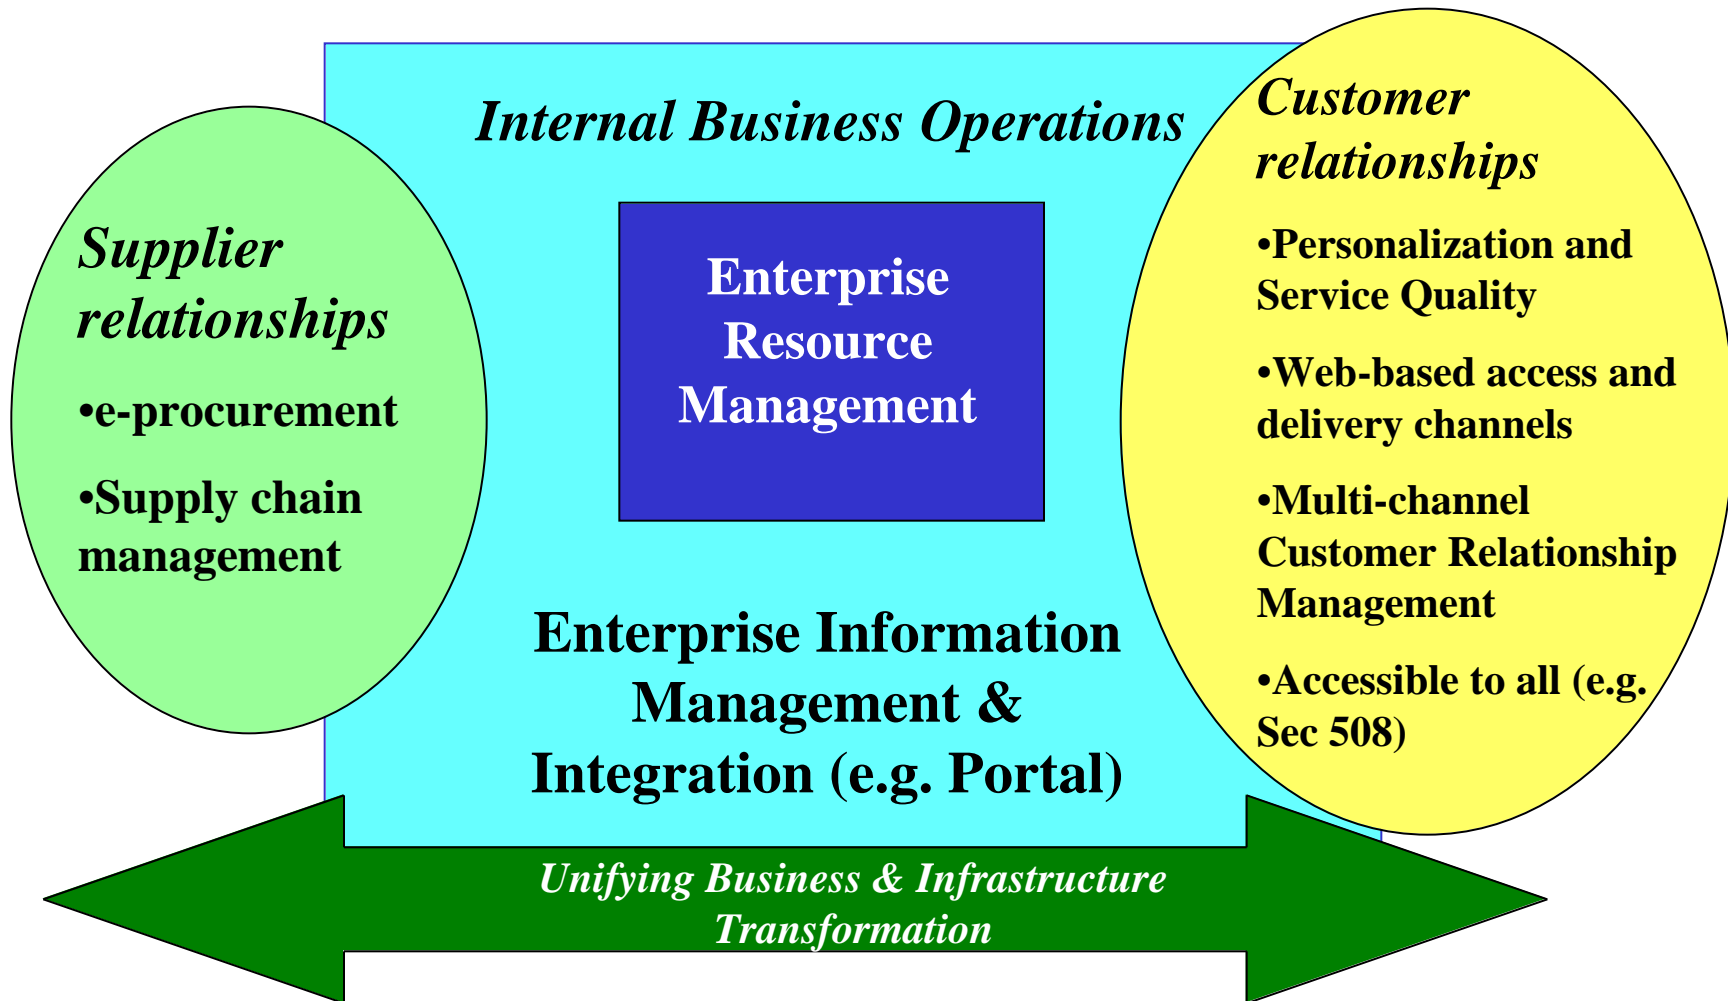 Internal Business Operations
Supplier
relationships
•e-procurement
•Supply chain
management
Enterprise
Resource
Management
Enterprise Information
Management &
Integration (e.g. Portal)
Customer
relationships
•Personalization and
Service Quality
•Web-based access and
delivery channels
•Multi-channel
Customer Relationship
Management
•Accessible to all (e.g.
Sec 508)
Unifying Business & Infrastructure
Transformation